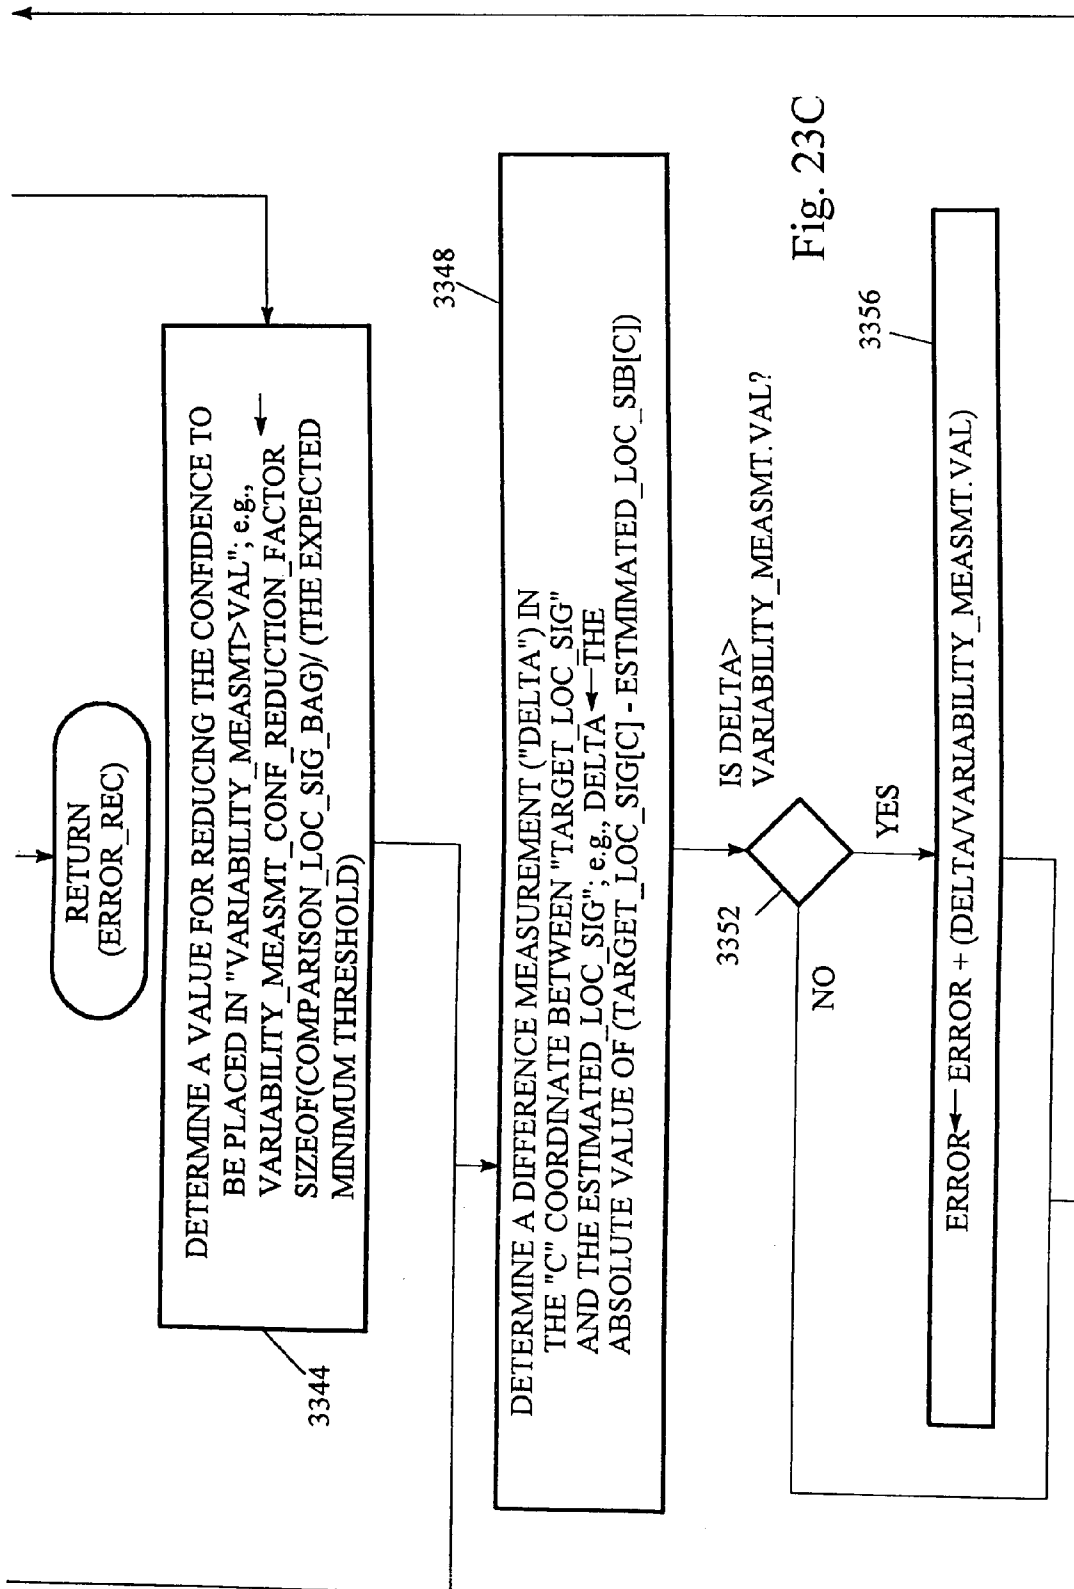 RETURN
(ERROR_REC)
DETERMINE A VALUE FOR REDUCING THE CONFIDENCE TO
BE PLACED IN "VARIABILITY_MEASMT>VAL"; e.g.,
VARIABILITY_MEASMT_CONF_REDUCTION_FACTOR ←
SIZEOF(COMPARISON_LOC_SIG_BAG)/ (THE EXPECTED
MINIMUM THRESHOLD)
3344
3348
DETERMINE A DIFFERENCE MEASUREMENT ("DELTA") IN
THE "C" COORDINATE BETWEEN "TARGET_LOC_SIG"
AND THE ESTIMATED_LOC_SIG"; e.g., DELTA ← THE
ABSOLUTE VALUE OF (TARGET_LOC_SIG[C] - ESTMIMATED_LOC_SIB[C])
IS DELTA>
VARIABILITY_MEASMT.VAL?
3352
NO
YES
3356
ERROR ← ERROR + (DELTA/VARIABILITY_MEASMT.VAL)
Fig. 23C